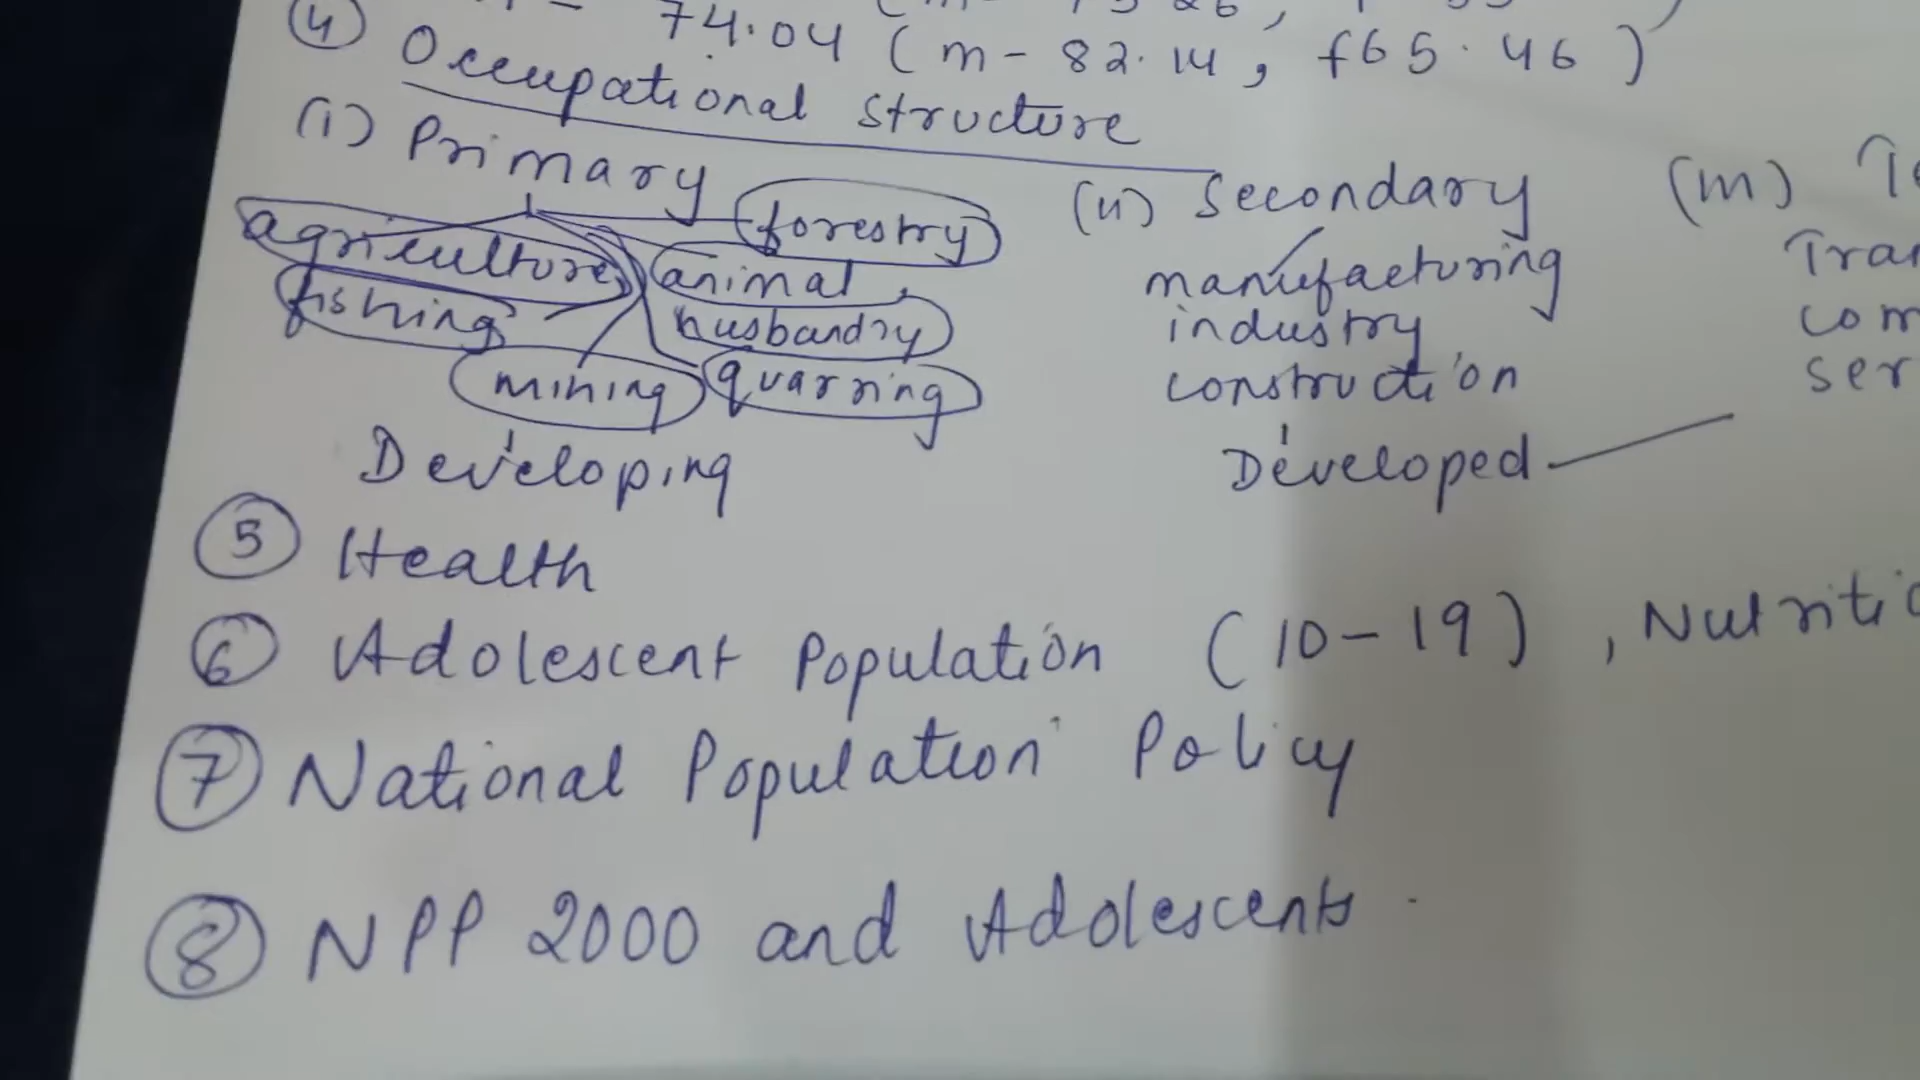 74.04 (m- 82.14, f65.46)
④ Occupational Structure
(i) Primary
(ii) Secondary
(iii)
agriculture
forestry
manufacturing
fishing
animal
industry
husbandry
construction
mining
quarring
Developing
Developed
⑤ Health
⑥ Adolescent Population (10-19), Nutritio
⑦ National Population Policy
⑧ NPP 2000 and Adolescents.